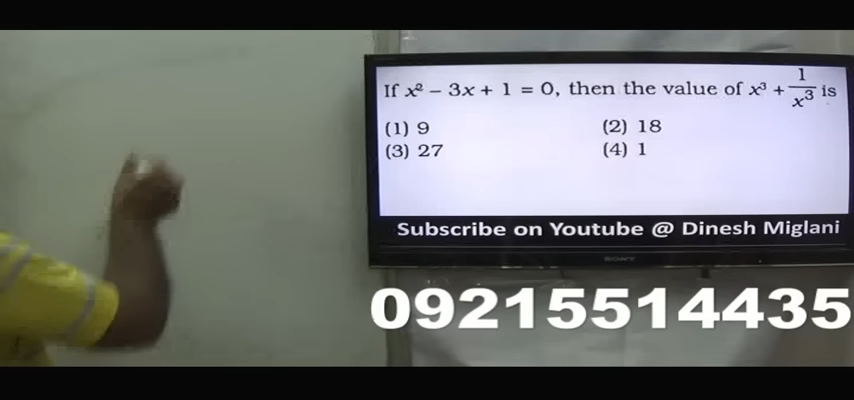 If x² – 3x + 1 = 0, then the value of x³ + 1/x³ is
(1) 9 (2) 18
(3) 27 (4) 1
Subscribe on Youtube @ Dinesh Miglani
SONY
09215514435